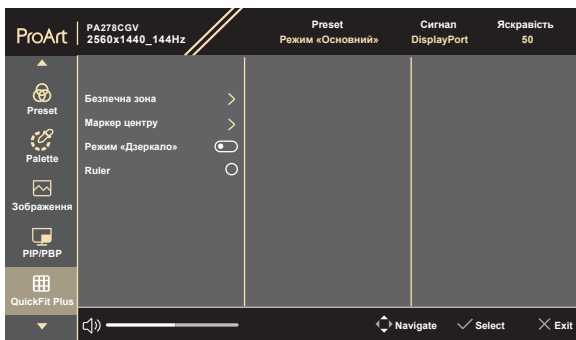 ProArt
PA278CGV
2560x1440_144Hz
Preset
Режим «Основний»
Сигнал
DisplayPort
Яскравість
50
Preset
Palette
Зображення
PIP/PBP
QuickFit Plus
Безпечна зона
Маркер центру
Режим «Дзеркало»
Ruler
Navigate
Select
Exit